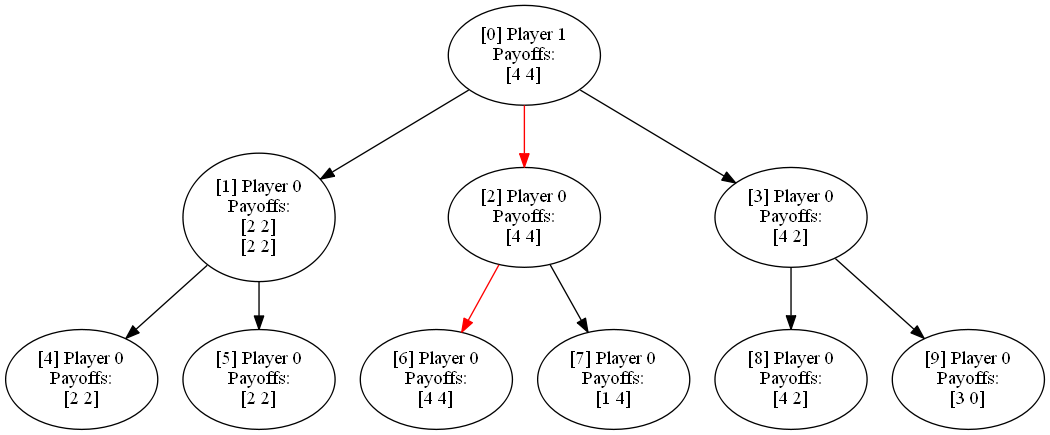 [0] Player 1
Payoffs:
[4 4]
[1] Player 0
Payoffs:
[2 2]
[2 2]
[2] Player 0
Payoffs:
[4 4]
[3] Player 0
Payoffs:
[4 2]
[4] Player 0
Payoffs:
[2 2]
[5] Player 0
Payoffs:
[2 2]
[6] Player 0
Payoffs:
[4 4]
[7] Player 0
Payoffs:
[1 4]
[8] Player 0
Payoffs:
[4 2]
[9] Player 0
Payoffs:
[3 0]